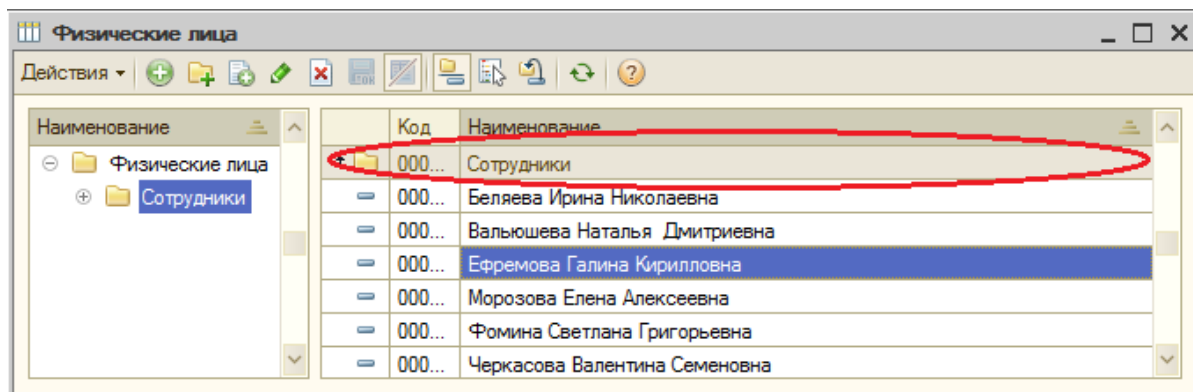 Физические лица
Действия
Наименование
Физические лица
Сотрудники
Код Наименование
000... Сотрудники
000... Беляева Ирина Николаевна
000... Вальюшева Наталья Дмитриевна
000... Ефремова Галина Кирилловна
000... Морозова Елена Алексеевна
000... Фомина Светлана Григорьевна
000... Черкасова Валентина Семеновна